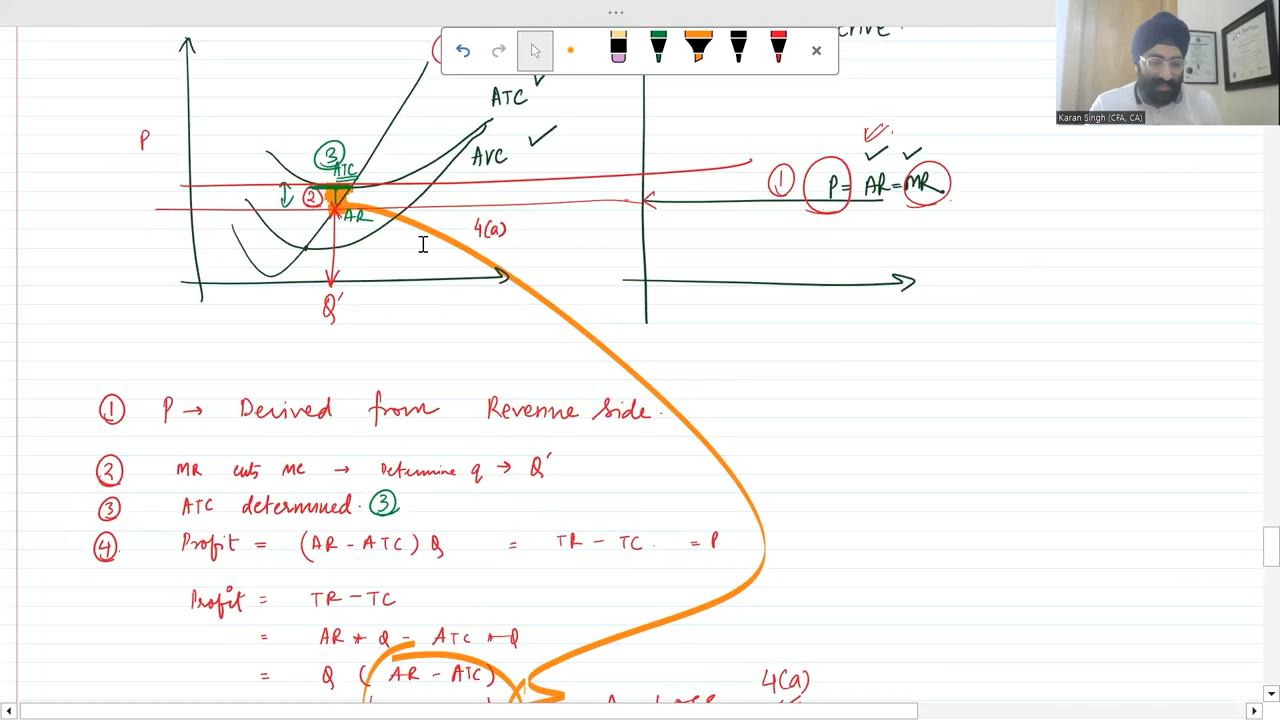 ATC
AVC
P
3
ATC
2
AR
4(a)
Q'
1 P = AR = MR
Karan Singh (CFA, CA)
1 P → Derived from Revenue side.
2 MR cuts MC → Determine q → Q'
3 ATC determined. 3
4 Profit = (AR - ATC) Q = TR - TC = P
Profit = TR - TC
= AR * Q - ATC * Q
= Q (AR - ATC)
4(a)